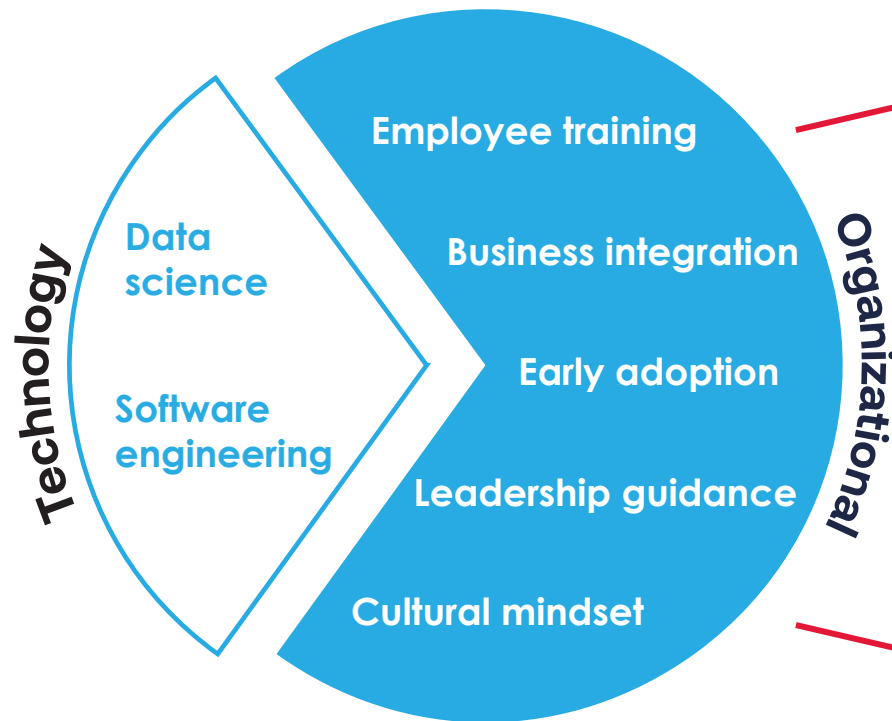 Technology
Data
science
Software
engineering
Employee training
Business integration
Early adoption
Leadership guidance
Cultural mindset
Organizational